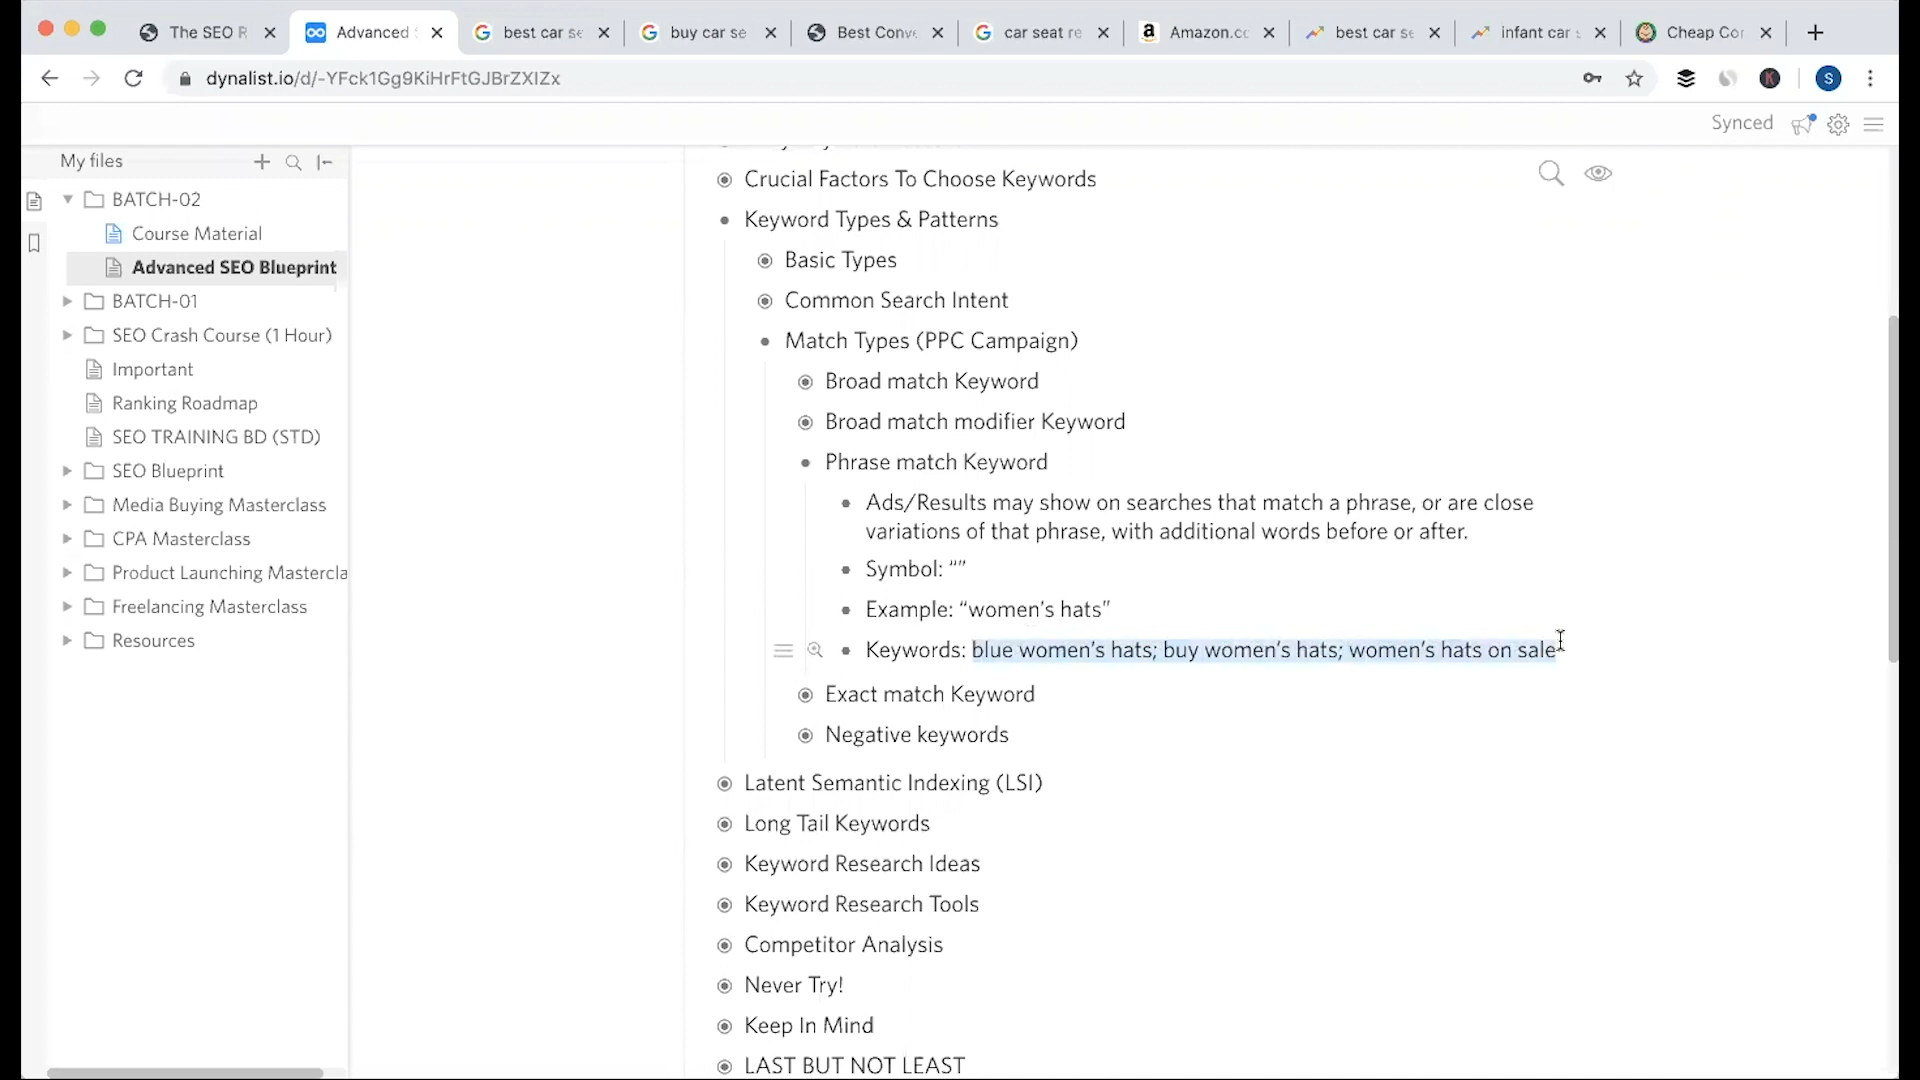 The SEO R
Advanced
best car se
buy car se
Best Conv
car seat re
Amazon.cc
best car se
infant car s
Cheap Cor
dynalist.io/d/-YFck1Gg9KiHrFtGJBrZXIZx
S
Synced
My files
BATCH-02
Course Material
Advanced SEO Blueprint
BATCH-01
SEO Crash Course (1 Hour)
Important
Ranking Roadmap
SEO TRAINING BD (STD)
SEO Blueprint
Media Buying Masterclass
CPA Masterclass
Product Launching Mastercla
Freelancing Masterclass
Resources
Crucial Factors To Choose Keywords
Keyword Types & Patterns
Basic Types
Common Search Intent
Match Types (PPC Campaign)
Broad match Keyword
Broad match modifier Keyword
Phrase match Keyword
Ads/Results may show on searches that match a phrase, or are close
variations of that phrase, with additional words before or after.
Symbol: “”
Example: “women’s hats”
Keywords: blue women’s hats; buy women’s hats; women’s hats on sale
Exact match Keyword
Negative keywords
Latent Semantic Indexing (LSI)
Long Tail Keywords
Keyword Research Ideas
Keyword Research Tools
Competitor Analysis
Never Try!
Keep In Mind
LAST BUT NOT LEAST